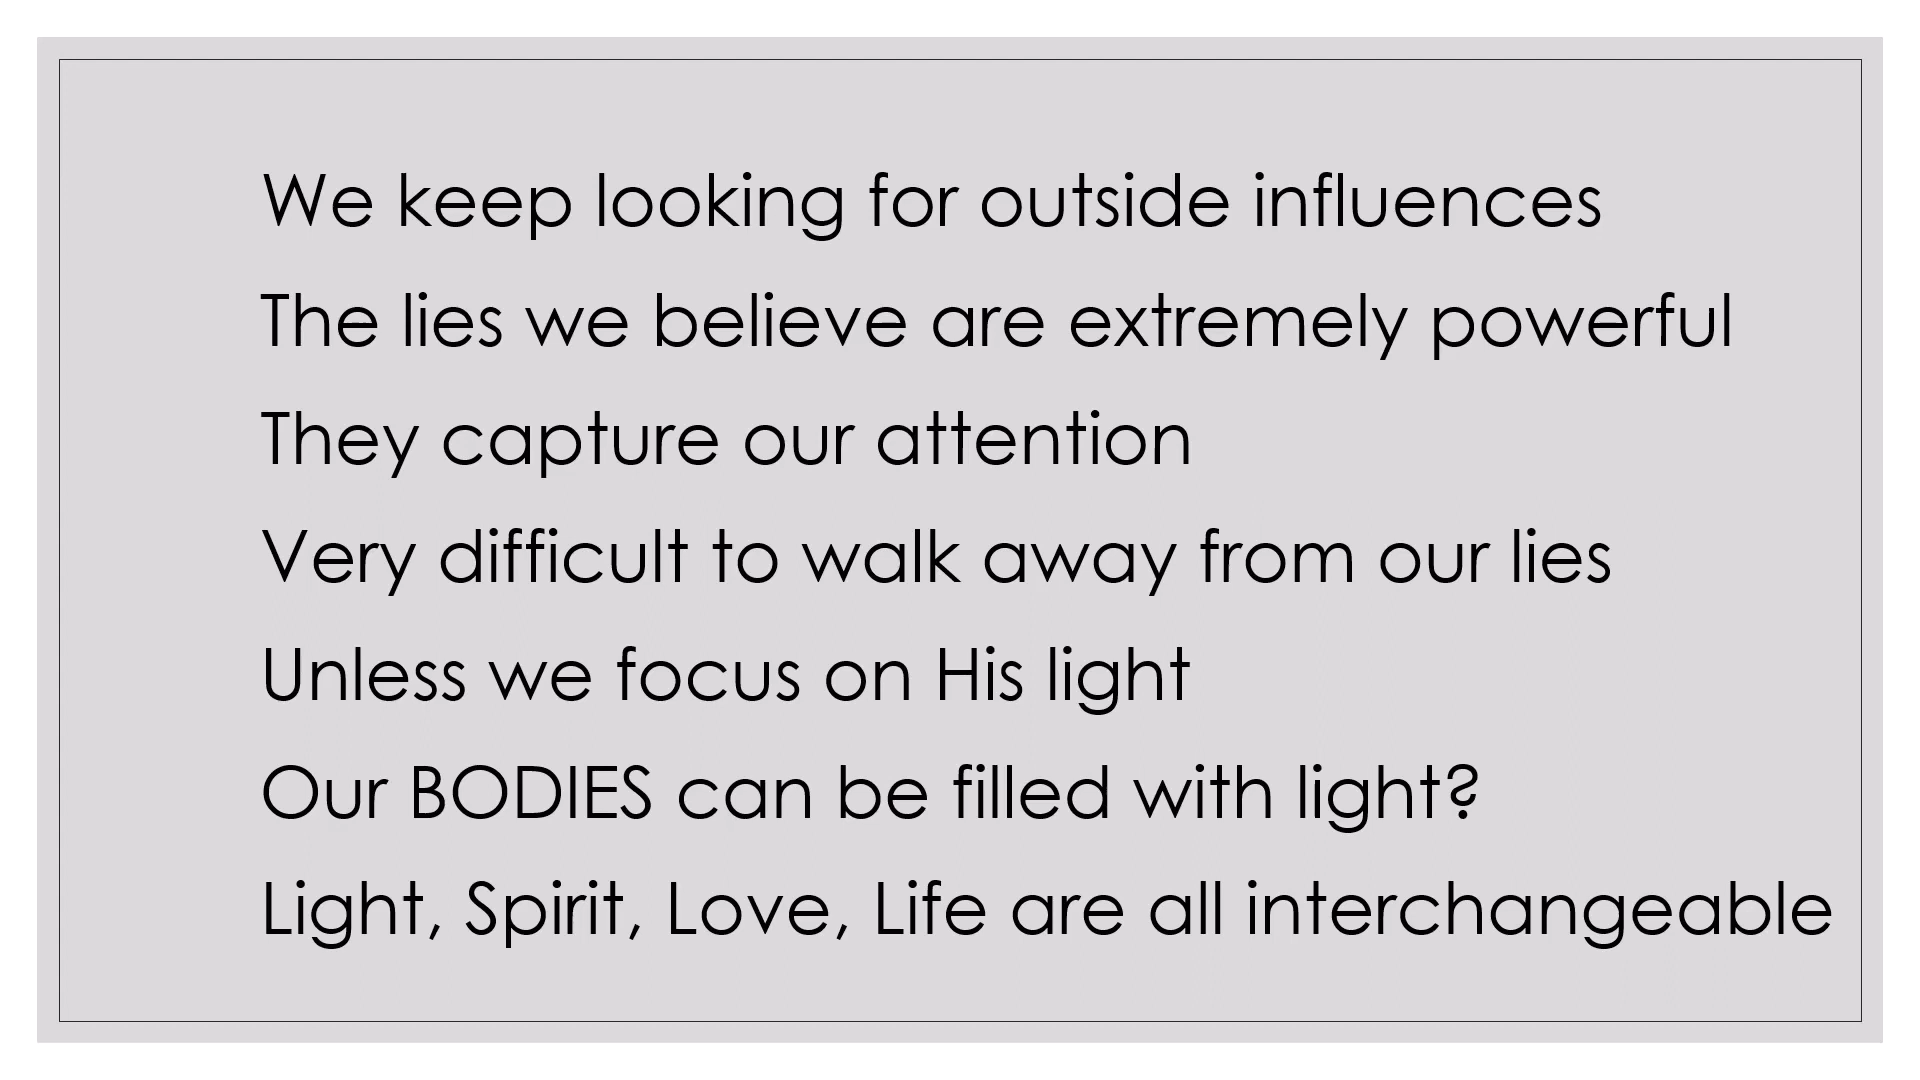 We keep looking for outside influences
The lies we believe are extremely powerful
They capture our attention
Very difficult to walk away from our lies
Unless we focus on His light
Our BODIES can be filled with light?
Light, Spirit, Love, Life are all interchangeable